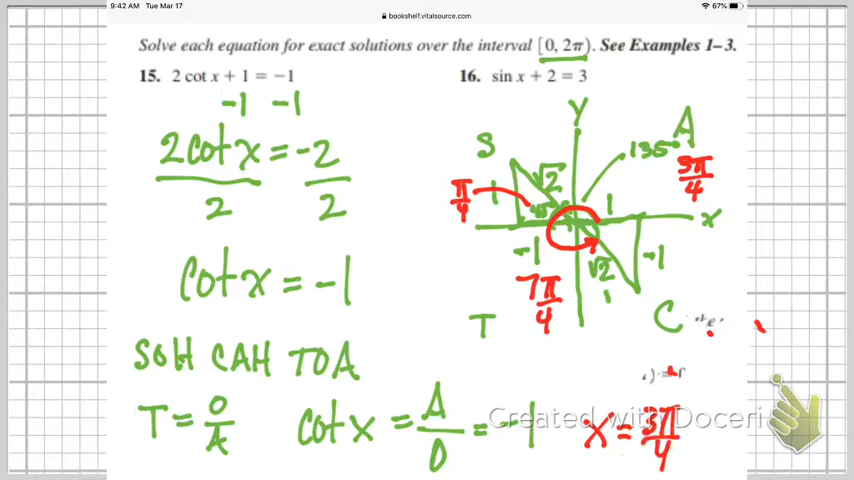 9:42 AM Tue Mar 17
67%
bookshelf.vitalsource.com
Solve each equation for exact solutions over the interval [0, 2π). See Examples 1–3.
15. 2 cot x + 1 = −1
16. sin x + 2 = 3
-1 -1
2cot x = -2
2 2
cot x = -1
SOH CAH TOA
T = O/A
cot x = A/O = -1
y
S
A
√2
135°
3π/4
π/4
1
45°
1
x
-1
-1
√2
7π/4
1
T
C
x = 3π/4
Created with Doceri